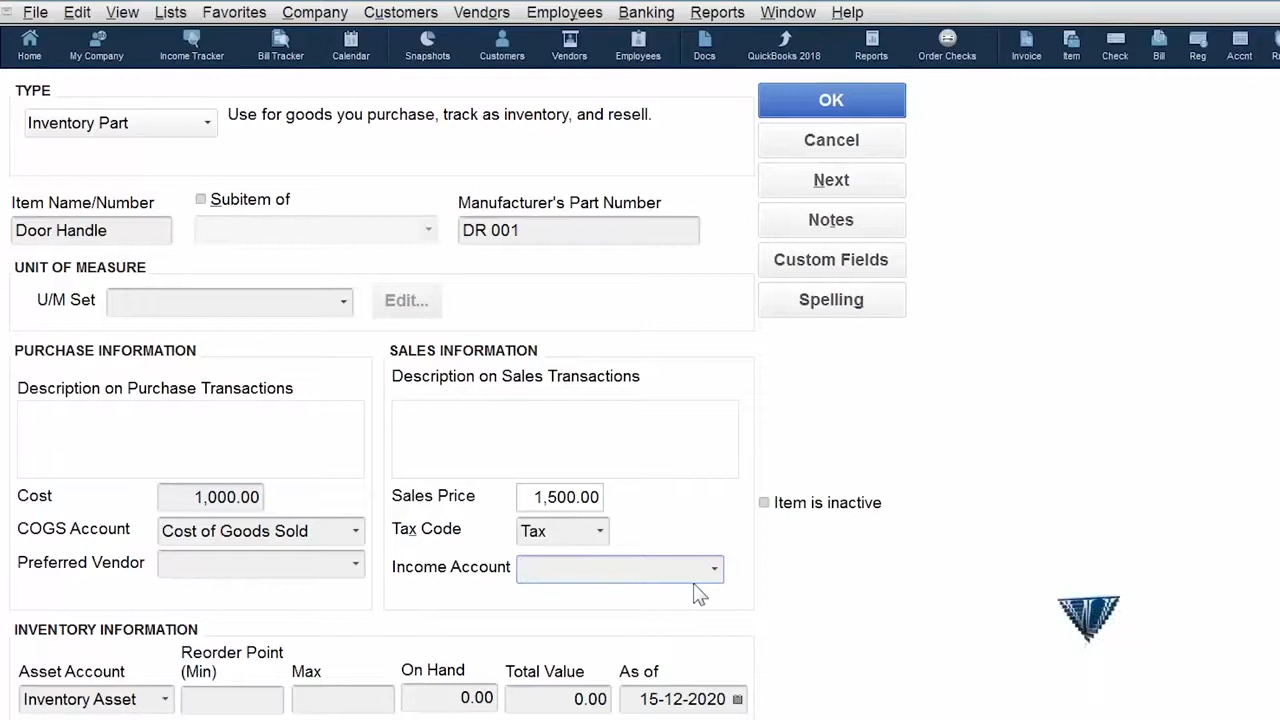 File Edit View Lists Favorites Company Customers Vendors Employees Banking Reports Window Help
Home My Company Income Tracker Bill Tracker Calendar Snapshots Customers Vendors Employees Docs QuickBooks 2018 Reports Order Checks Invoice Item Check Bill Reg Accnt
TYPE
Inventory Part Use for goods you purchase, track as inventory, and resell.
OK
Cancel
Next
Notes
Custom Fields
Spelling
Item Name/Number Subitem of Manufacturer's Part Number
Door Handle DR 001
UNIT OF MEASURE
U/M Set Edit...
PURCHASE INFORMATION
Description on Purchase Transactions
Cost 1,000.00
COGS Account Cost of Goods Sold
Preferred Vendor
SALES INFORMATION
Description on Sales Transactions
Sales Price 1,500.00
Tax Code Tax
Income Account
Item is inactive
INVENTORY INFORMATION
Asset Account Reorder Point (Min) Max On Hand Total Value As of
Inventory Asset 0.00 0.00 15-12-2020